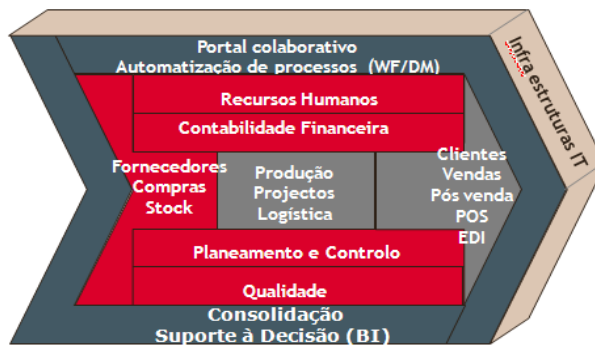 Portal colaborativo
Automatização de processos (WF/DM)
Infra estruturas IT
Recursos Humanos
Contabilidade Financeira
Fornecedores
Compras
Stock
Produção
Projectos
Logística
Clientes
Vendas
Pós venda
POS
EDI
Planeamento e Controlo
Qualidade
Consolidação
Suporte à Decisão (BI)